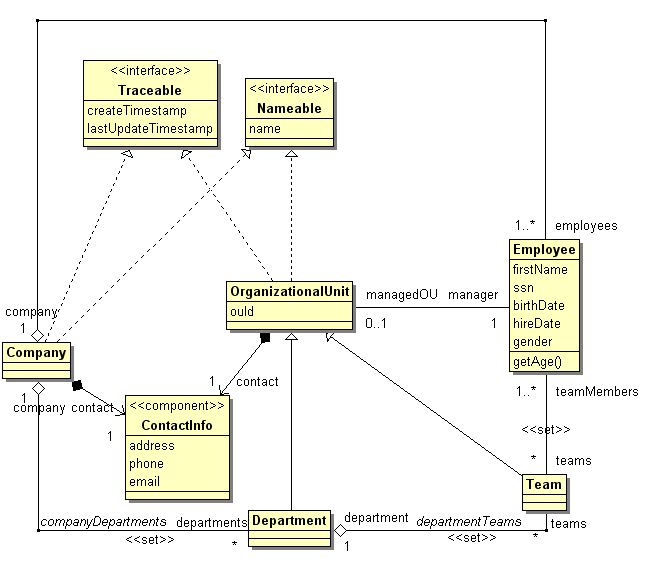 <<interface>>
Traceable
createTimestamp
lastUpdateTimestamp
<<interface>>
Nameable
name
1..* employees
Employee
firstName
ssn
birthDate
hireDate
gender
getAge()
OrganizationalUnit
ouId
managedOU manager
0..1 1
company
1
Company
1
company contact
1
1 contact
<<component>>
ContactInfo
address
phone
email
1..* teamMembers
<<set>>
* teams
Team
teams
*
companyDepartments departments
<<set>> *
Department
department departmentTeams
1 <<set>>